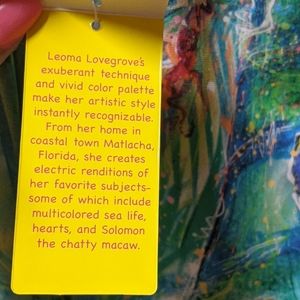 Leoma Lovegrove's
exuberant technique
and vivid color palette
make her artistic style
instantly recognizable.
From her home in
coastal town Matlacha,
Florida, she creates
electric renditions of
her favorite subjects-
some of which include
multicolored sea life,
hearts, and Solomon
the chatty macaw.